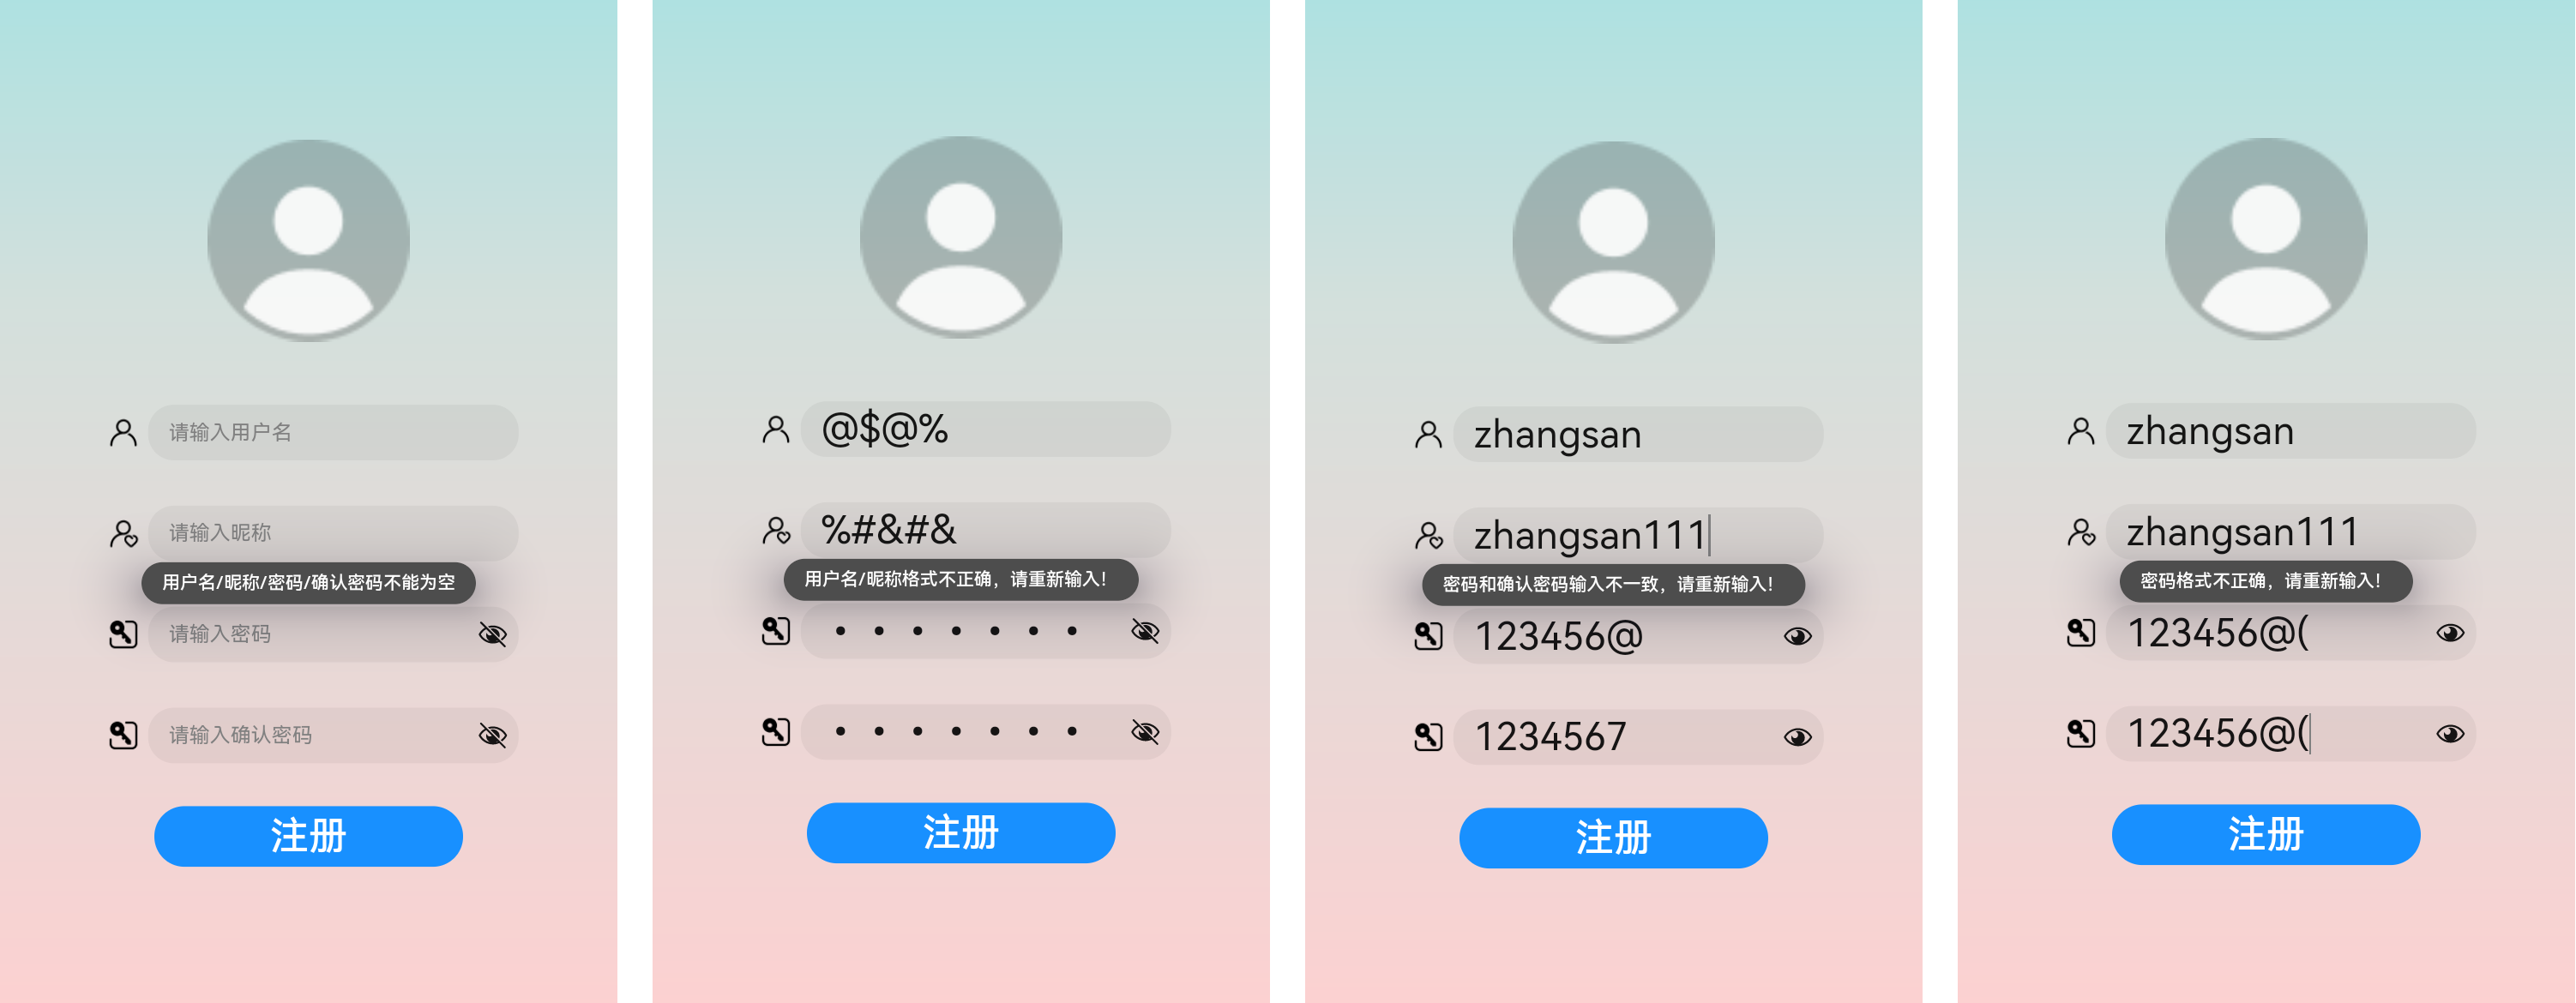 请输入用户名
请输入昵称
用户名/昵称/密码/确认密码不能为空
请输入密码
请输入确认密码
注册
@$@%
%#&#&
用户名/昵称格式不正确，请重新输入！
注册
zhangsan
zhangsan111
密码和确认密码输入不一致，请重新输入！
123456@
1234567
注册
zhangsan
zhangsan111
密码格式不正确，请重新输入！
123456@(
123456@(
注册